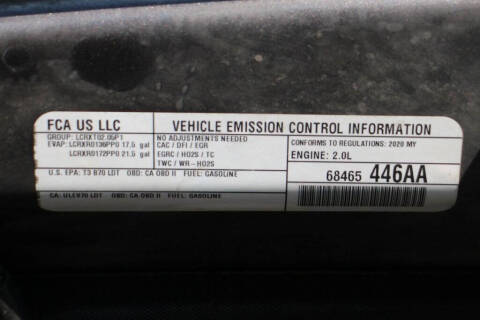 FCA US LLC
GROUP: LCRXT02.05P1
EVAP: LCRXR0136PP0 17.5 gal
LCRXR0172PP0 21.5 gal
U.S. EPA: T3 B70 LDT OBD: CA OBD II FUEL: GASOLINE
CA: ULEV70 LDT OBD: CA OBD II FUEL: GASOLINE
VEHICLE EMISSION CONTROL INFORMATION
NO ADJUSTMENTS NEEDED
CAC / DFI / EGR
EGRC / HO2S / TC
TWC / WR-HO2S
CONFORMS TO REGULATIONS: 2020 MY
ENGINE: 2.0L
68465 446AA